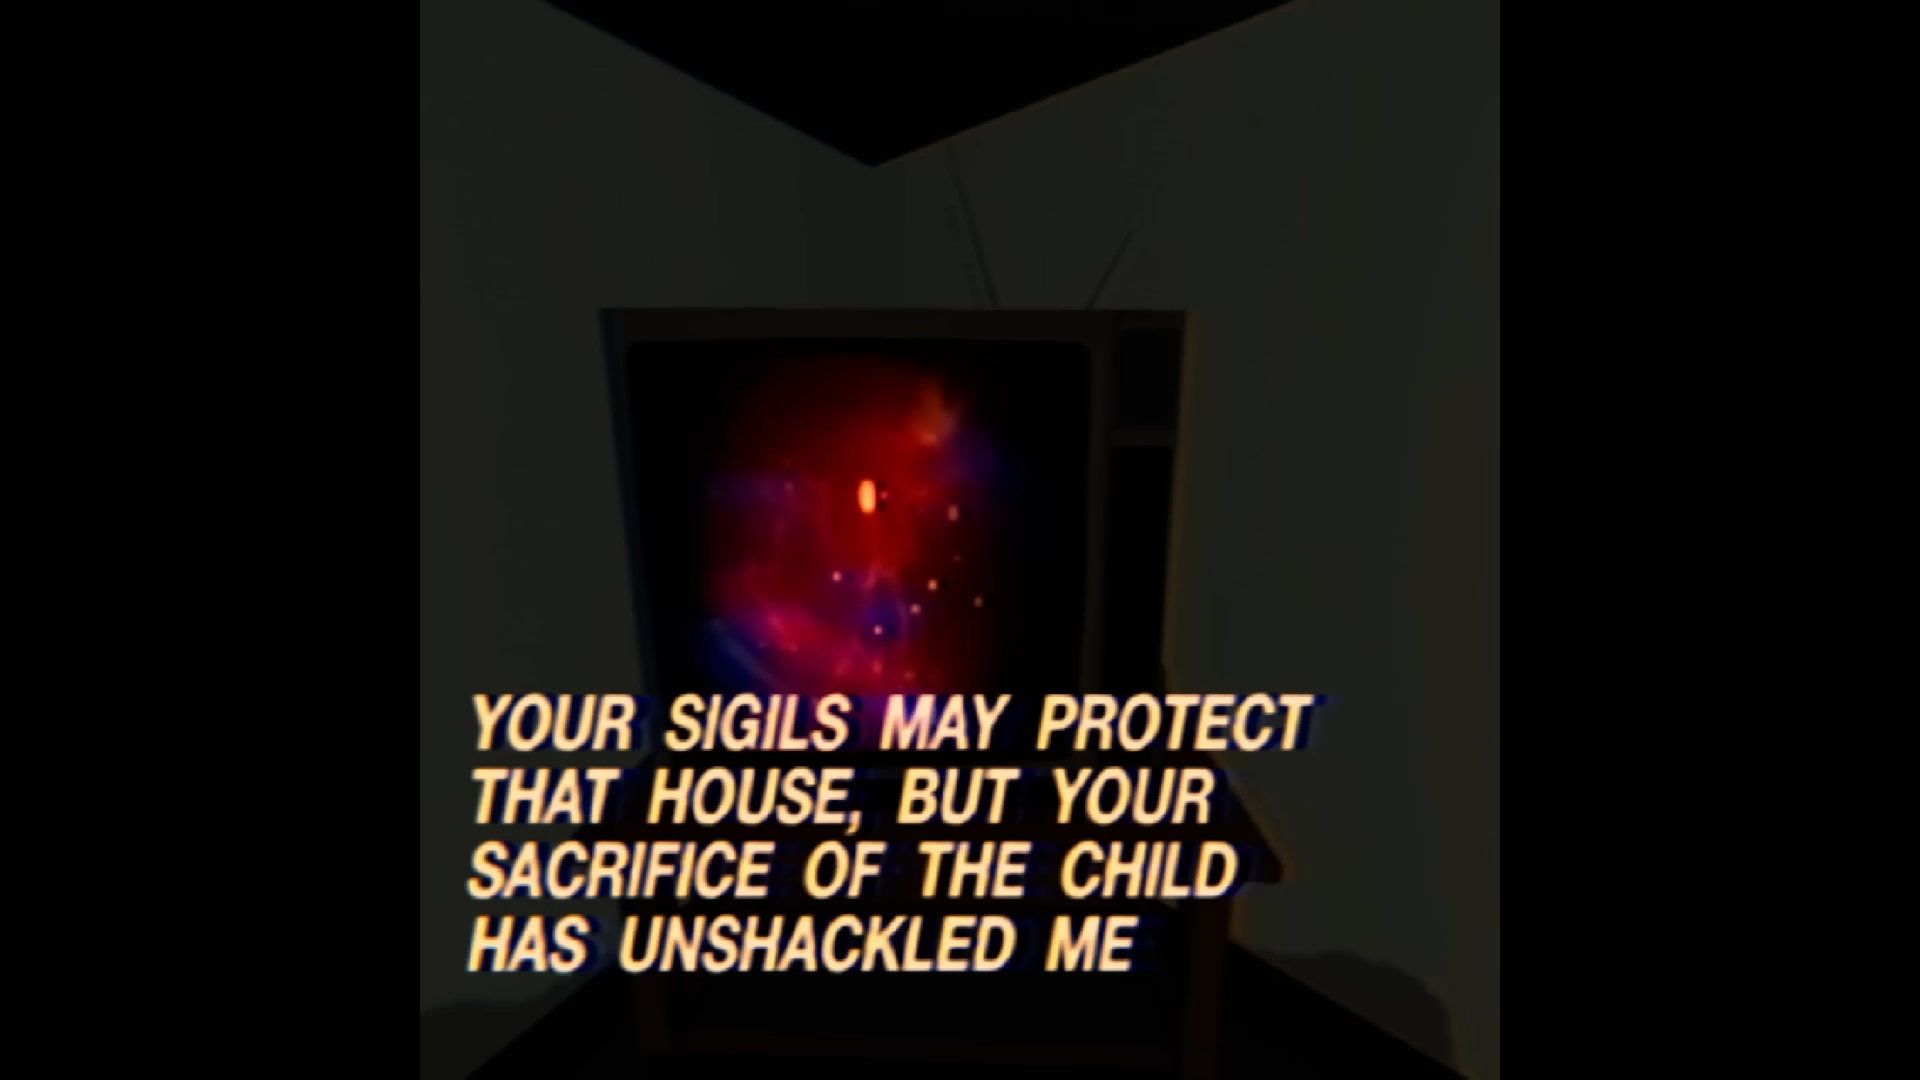 YOUR SIGILS MAY PROTECT
THAT HOUSE, BUT YOUR
SACRIFICE OF THE CHILD
HAS UNSHACKLED ME